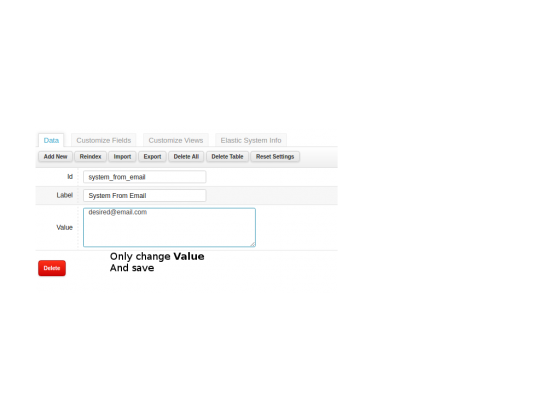 Data Customize Fields Customize Views Elastic System Info
Add New Reindex Import Export Delete All Delete Table Reset Settings
Id system_from_email
Label System From Email
Value desired@email.com
Only change Value
And save
Delete